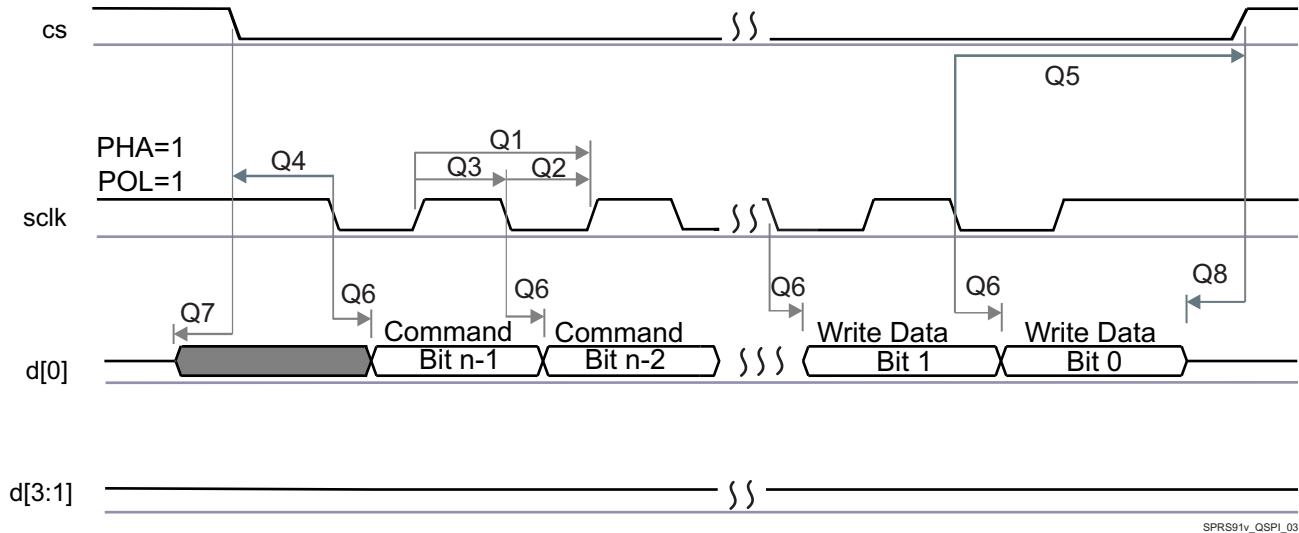 cs
Q5
PHA=1
POL=1
Q4
Q1
Q3
Q2
sclk
Q7
Q6
Q6
Q6
Q6
Q8
Command
Bit n-1
Command
Bit n-2
Write Data
Bit 1
Write Data
Bit 0
d[0]
d[3:1]
SPRS91v_QSPI_03